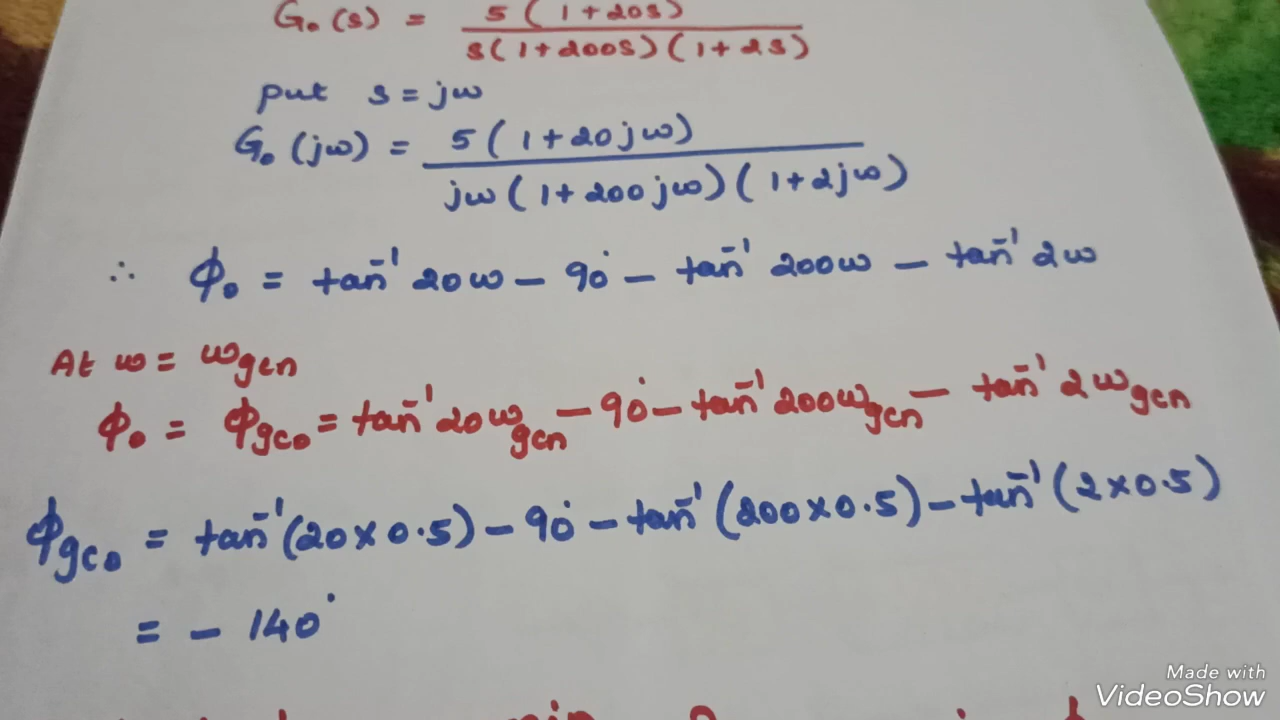 G₀(s) = 5(1+20s) / s(1+200s)(1+2s)
put s = jω
G₀(jω) = 5(1+20jω) / jω(1+200jω)(1+2jω)
∴ ϕ₀ = tan⁻¹ 20ω − 90° − tan⁻¹ 200ω − tan⁻¹ 2ω
At ω = ωgcn
ϕ₀ = ϕgc₀ = tan⁻¹ 20ωgcn − 90° − tan⁻¹ 200ωgcn − tan⁻¹ 2ωgcn
ϕgc₀ = tan⁻¹(20×0.5) − 90° − tan⁻¹(200×0.5) − tan⁻¹(2×0.5)
= − 140°
Made with
VideoShow